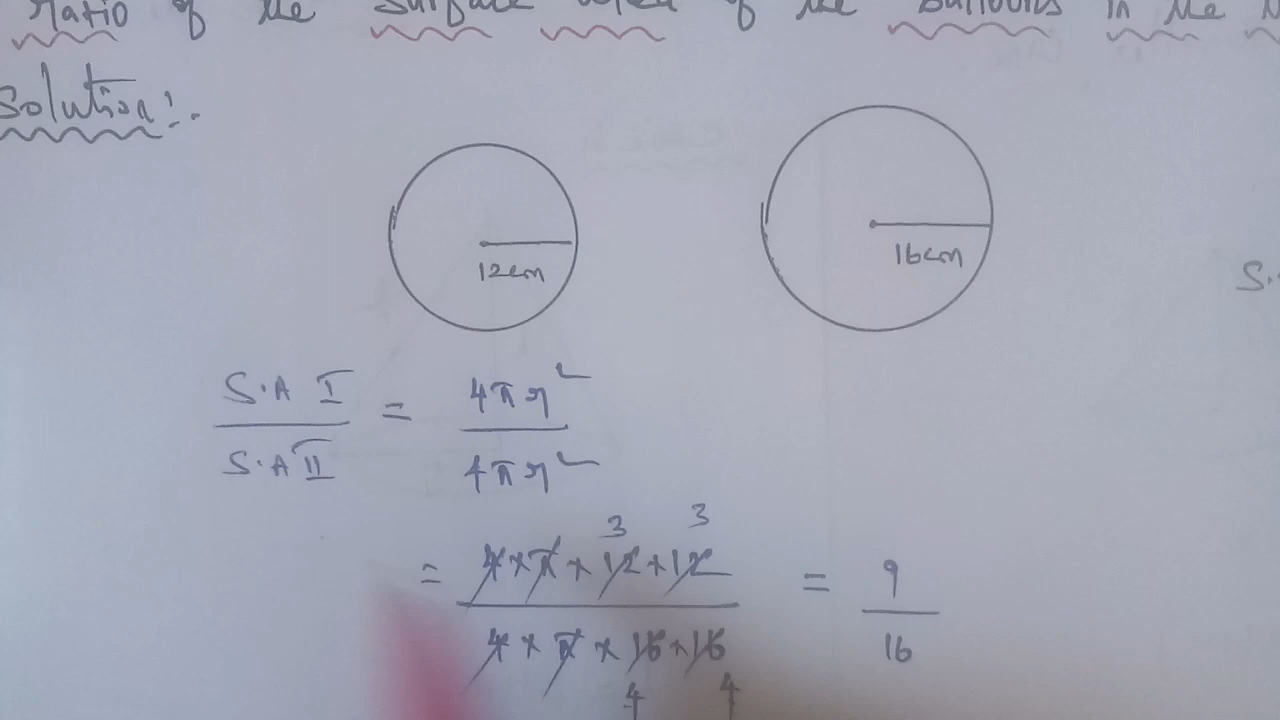 ratio of the surface area of the balloons in the
Solution:-
12cm
16cm
S.
S.A I / S.A II = 4πr² / 4πr²
3 3
= 4×π×12×12 / 4×π×16×16 = 9 / 16
4 4